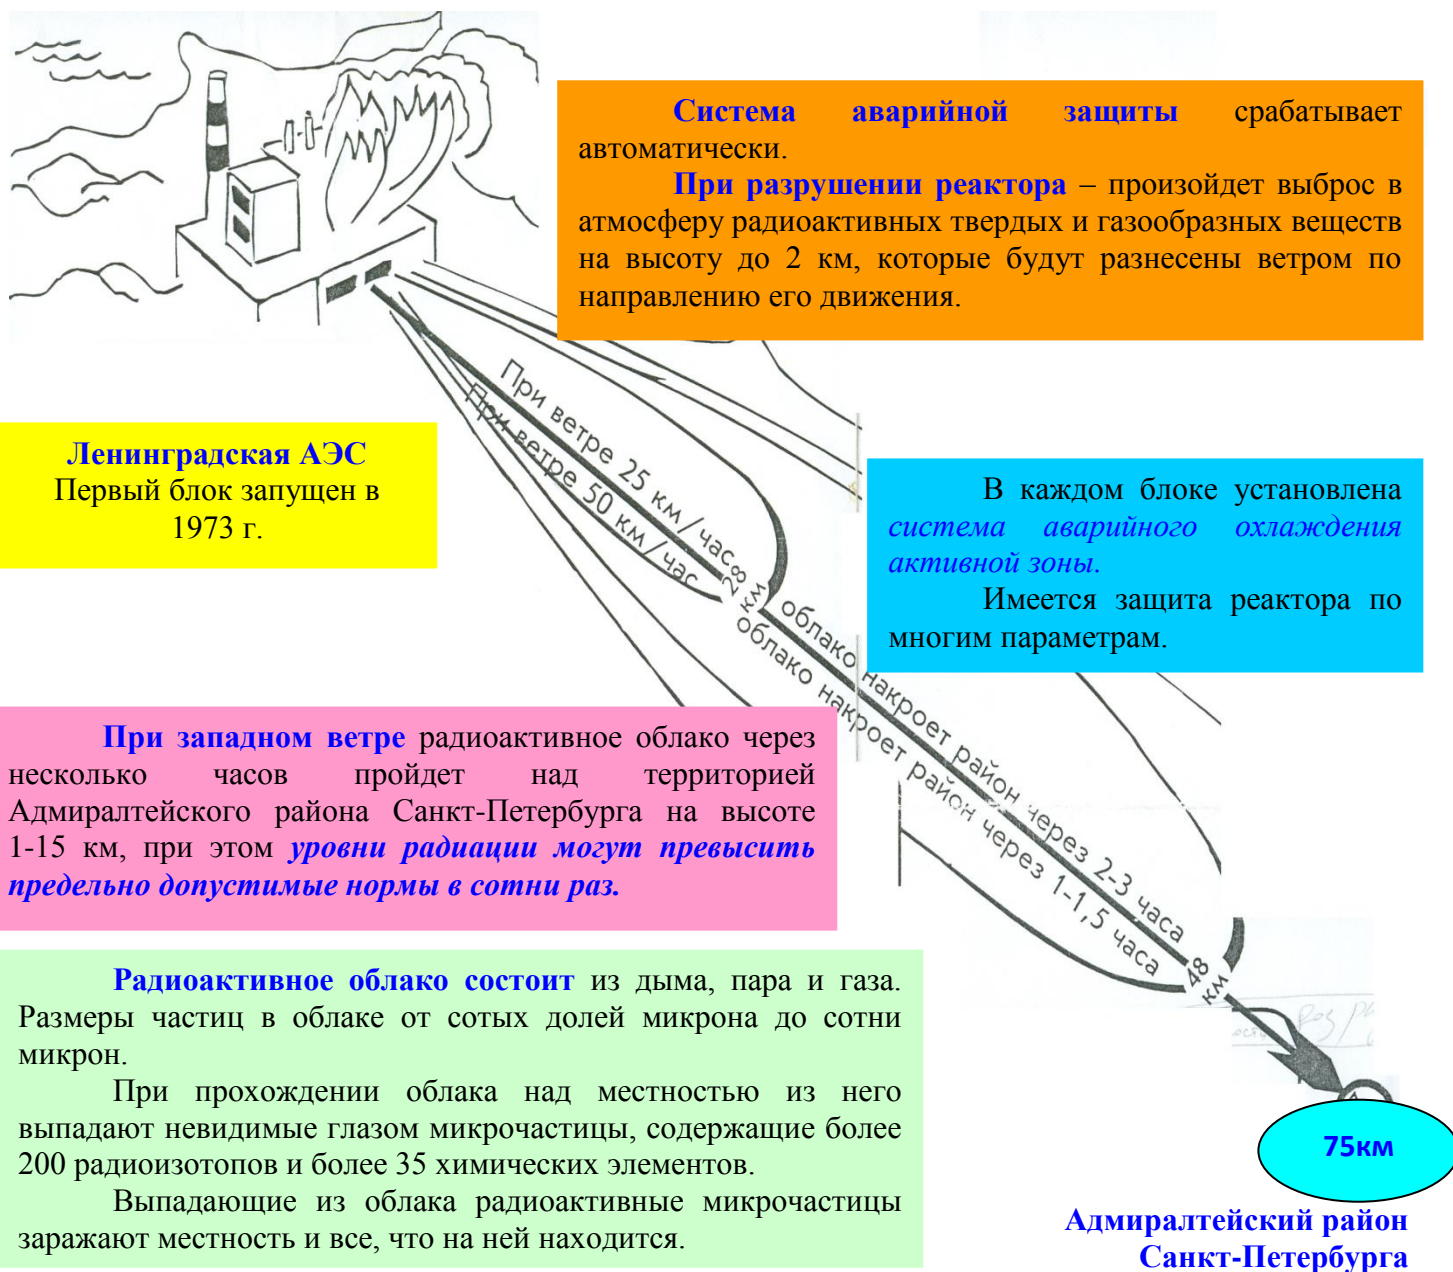 Система аварийной защиты срабатывает
автоматически.
При разрушении реактора – произойдет выброс в
атмосферу радиоактивных твердых и газообразных веществ
на высоту до 2 км, которые будут разнесены ветром по
направлению его движения.
При ветре 25 км/час
При ветре 50 км/час
28
км
Ленинградская АЭС
Первый блок запущен в
1973 г.
В каждом блоке установлена
система аварийного охлаждения
активной зоны.
Имеется защита реактора по
многим параметрам.
облако накроет район через 2-3 часа
облако накроет район через 1-1,5 часа
48
км
При западном ветре радиоактивное облако через
несколько часов пройдет над территорией
Адмиралтейского района Санкт-Петербурга на высоте
1-15 км, при этом уровни радиации могут превысить
предельно допустимые нормы в сотни раз.
Радиоактивное облако состоит из дыма, пара и газа.
Размеры частиц в облаке от сотых долей микрона до сотни
микрон.
При прохождении облака над местностью из него
выпадают невидимые глазом микрочастицы, содержащие более
200 радиоизотопов и более 35 химических элементов.
Выпадающие из облака радиоактивные микрочастицы
заражают местность и все, что на ней находится.
75км
Адмиралтейский район
Санкт-Петербурга